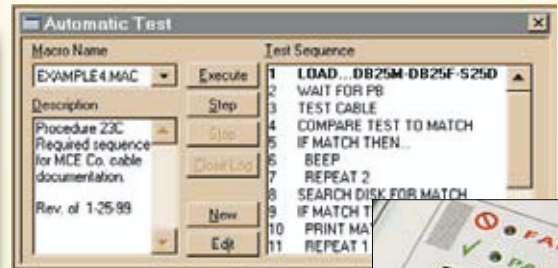 Automatic Test
Macro Name
EXAMPLE4.MAC
Description
Procedure 23C
Required sequence
for MCE Co. cable
documentation.
Rev. of 1-25-99
Execute
Step
Stop
Close Log
New
Edit
Test Sequence
1 LOAD...DB25M-DB25F-S25D
2 WAIT FOR PB
3 TEST CABLE
4 COMPARE TEST TO MATCH
5 IF MATCH THEN...
6 BEEP
7 REPEAT 2
8 SEARCH DISK FOR MATCH
9 IF MATCH T
10 PRINT MA
11 REPEAT 1